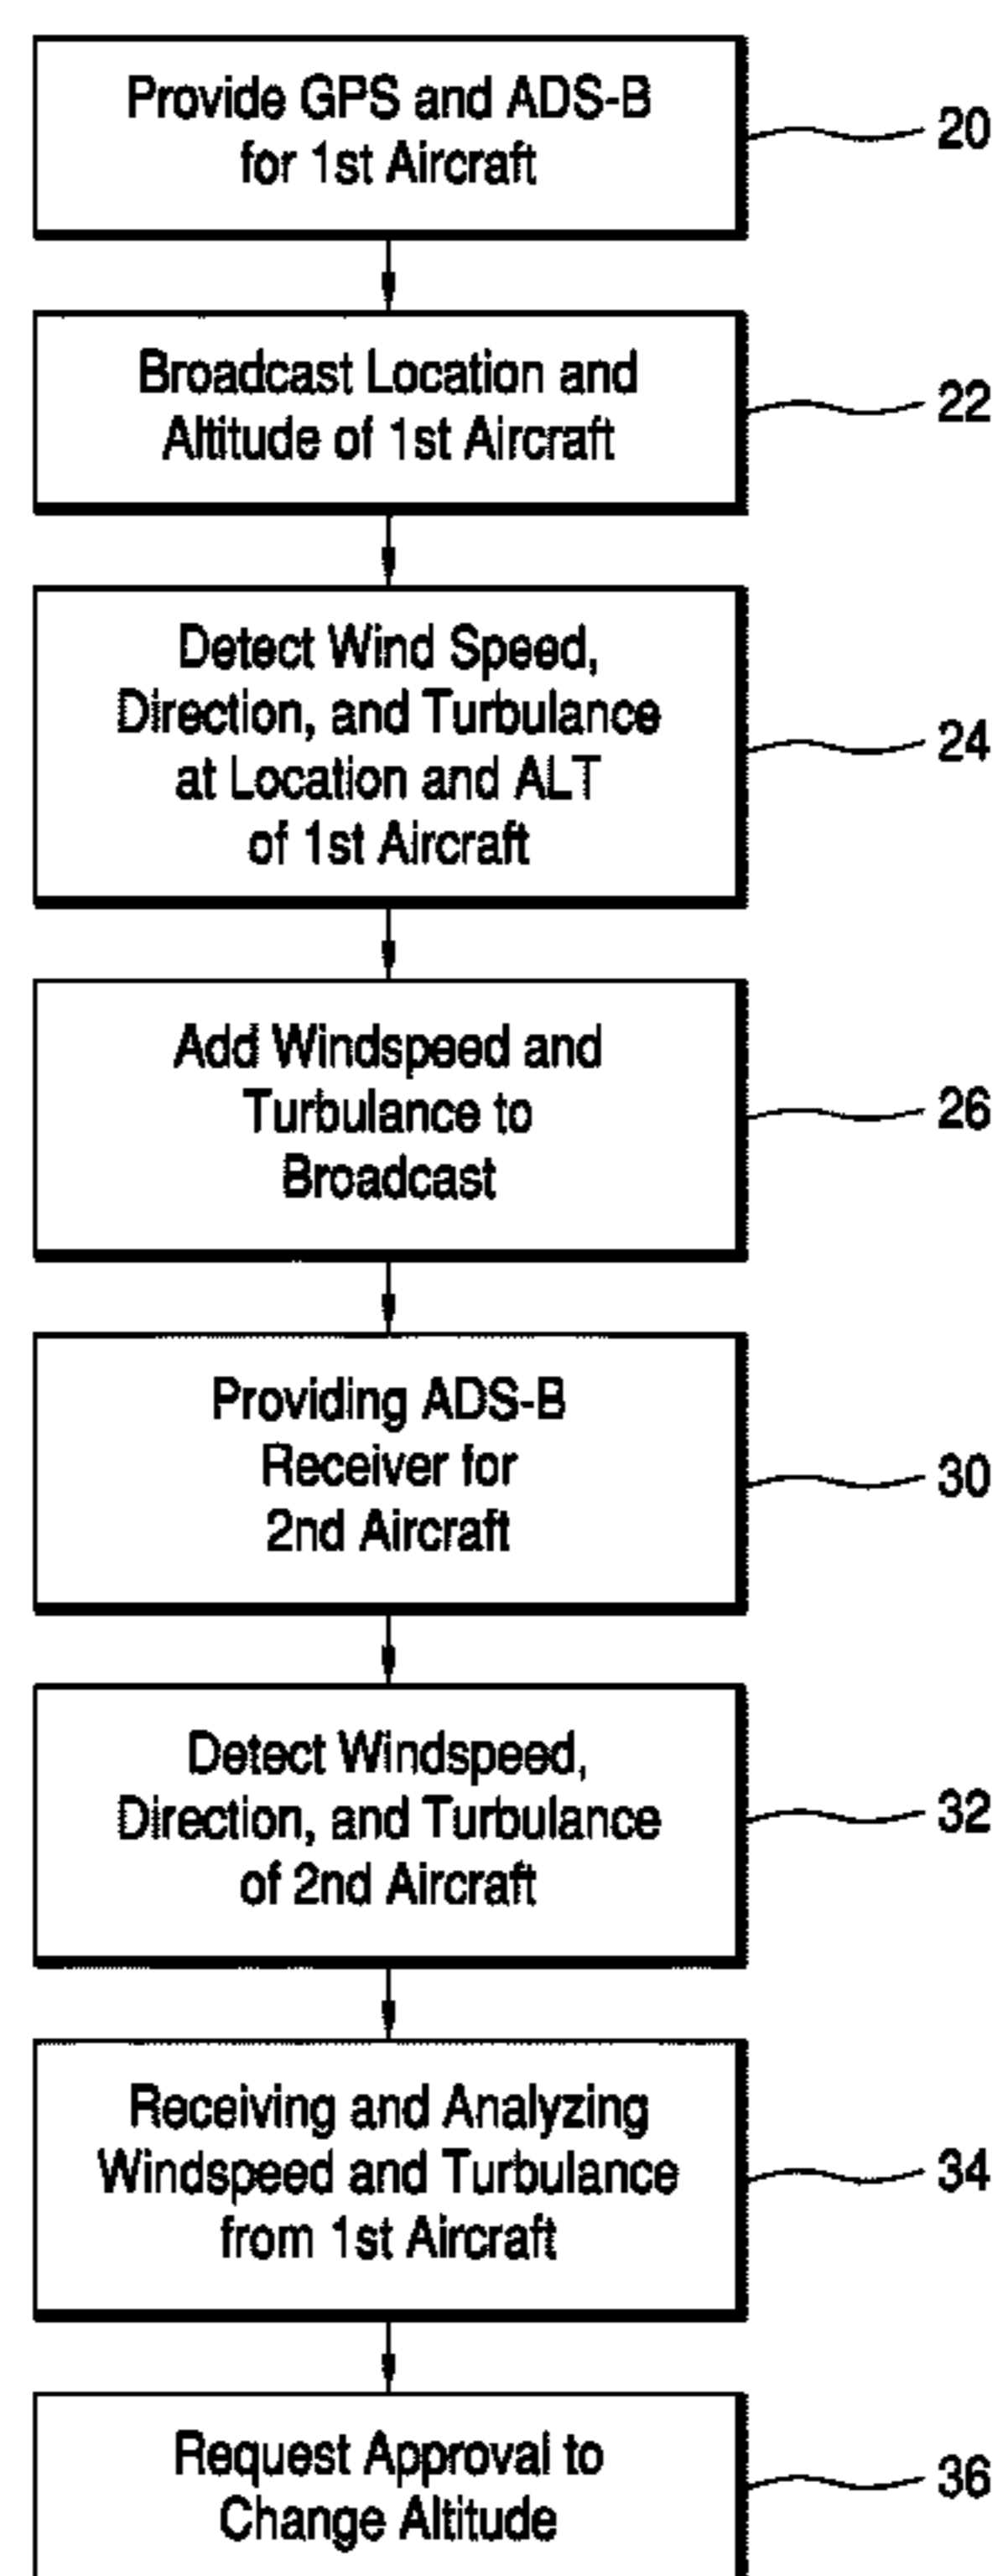 Provide GPS and ADS-B
for 1st Aircraft
20
Broadcast Location and
Altitude of 1st Aircraft
22
Detect Wind Speed,
Direction, and Turbulance
at Location and ALT
of 1st Aircraft
24
Add Windspeed and
Turbulance to
Broadcast
26
Providing ADS-B
Receiver for
2nd Aircraft
30
Detect Windspeed,
Direction, and Turbulance
of 2nd Aircraft
32
Receiving and Analyzing
Windspeed and Turbulance
from 1st Aircraft
34
Request Approval to
Change Altitude
36